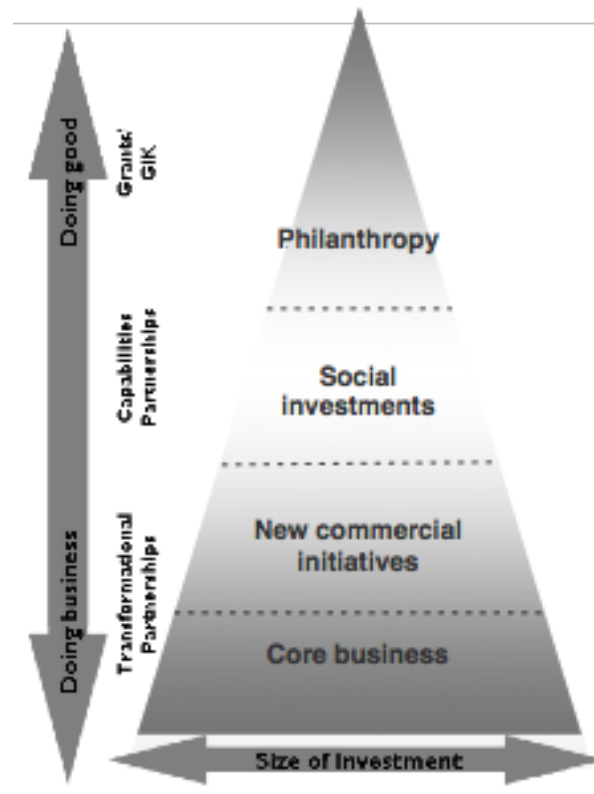 Doing good
Grants/
GIK
Philanthropy
Capabilities
Partnerships
Social
investments
Doing business
Transformational
Partnerships
New commercial
initiatives
Core business
Size of Investment